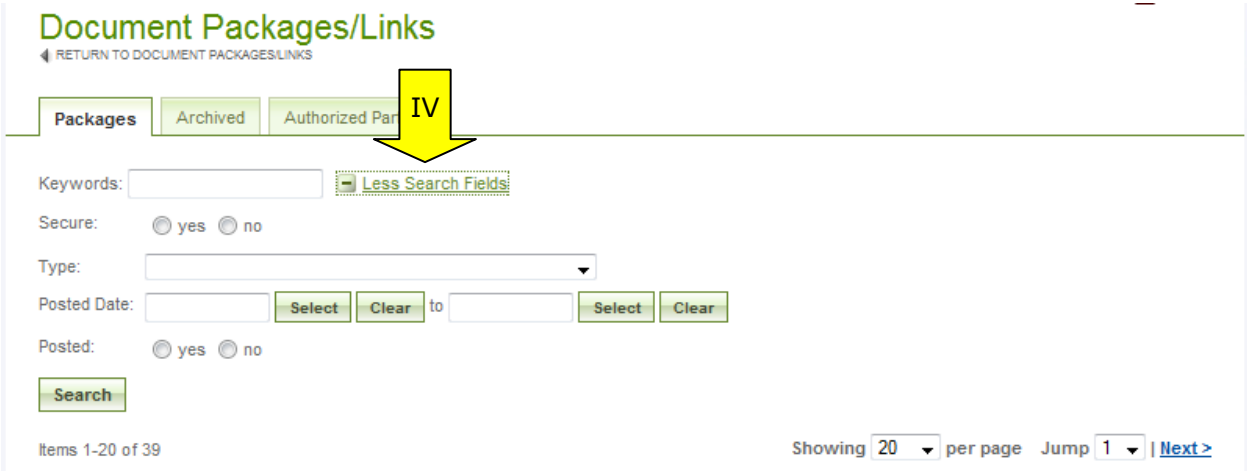 Document Packages/Links
RETURN TO DOCUMENT PACKAGES/LINKS
IV
Packages Archived Authorized
Keywords: Less Search Fields
Secure: yes no
Type:
Posted Date: Select Clear to Select Clear
Posted: yes no
Search
Items 1-20 of 39 Showing 20 per page Jump 1 | Next >